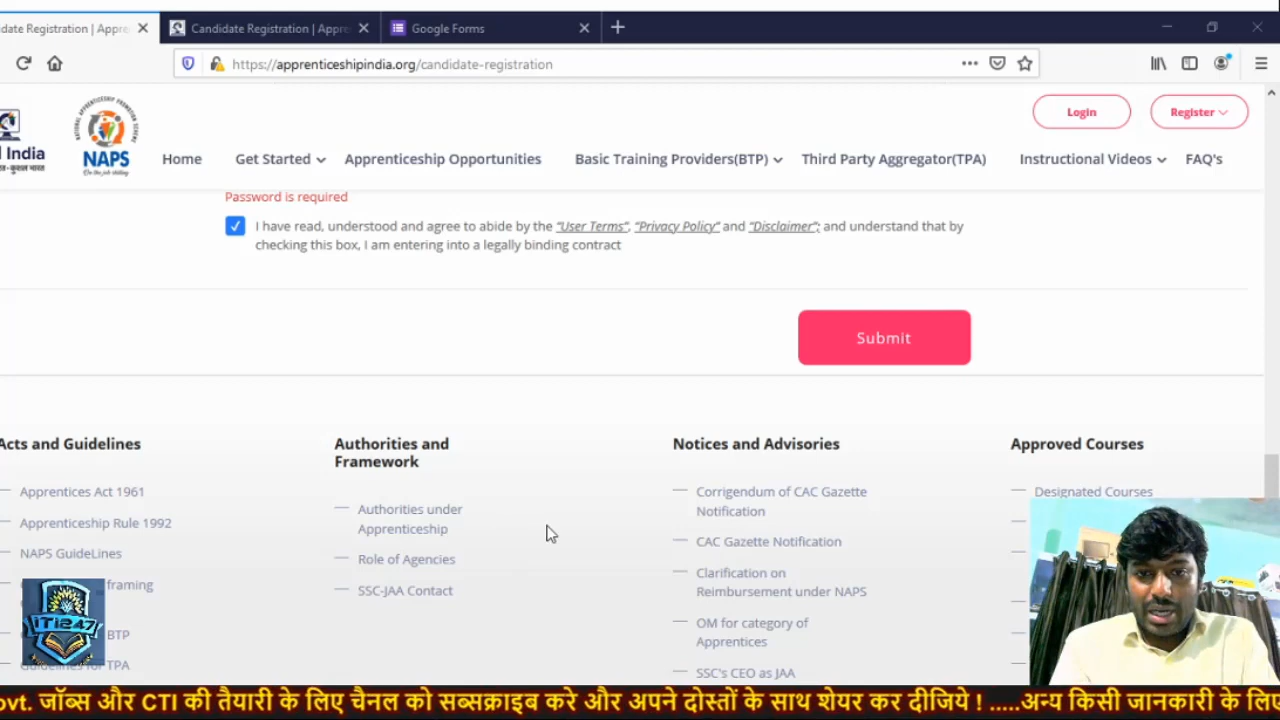 date Registration | Appre
Candidate Registration | Appre
Google Forms
https://apprenticeshipindia.org/candidate-registration
Login
Register
India
NAPS
Home
Get Started
Apprenticeship Opportunities
Basic Training Providers(BTP)
Third Party Aggregator(TPA)
Instructional Videos
FAQ's
Password is required
I have read, understood and agree to abide by the "User Terms", "Privacy Policy" and "Disclaimer"; and understand that by
checking this box, I am entering into a legally binding contract
Submit
Acts and Guidelines
Apprentices Act 1961
Apprenticeship Rule 1992
NAPS GuideLines
framing
BTP
Guidelines for TPA
Authorities and
Framework
Authorities under
Apprenticeship
Role of Agencies
SSC-JAA Contact
Notices and Advisories
Corrigendum of CAC Gazette
Notification
CAC Gazette Notification
Clarification on
Reimbursement under NAPS
OM for category of
Apprentices
SSC's CEO as JAA
Approved Courses
Designated Courses
ITI247
ovt. जॉब्स और CTI की तैयारी के लिए चैनल को सब्सक्राइब करे और अपने दोस्तों के साथ शेयर कर दीजिये ! .....अन्य किसी जानकारी के लिए